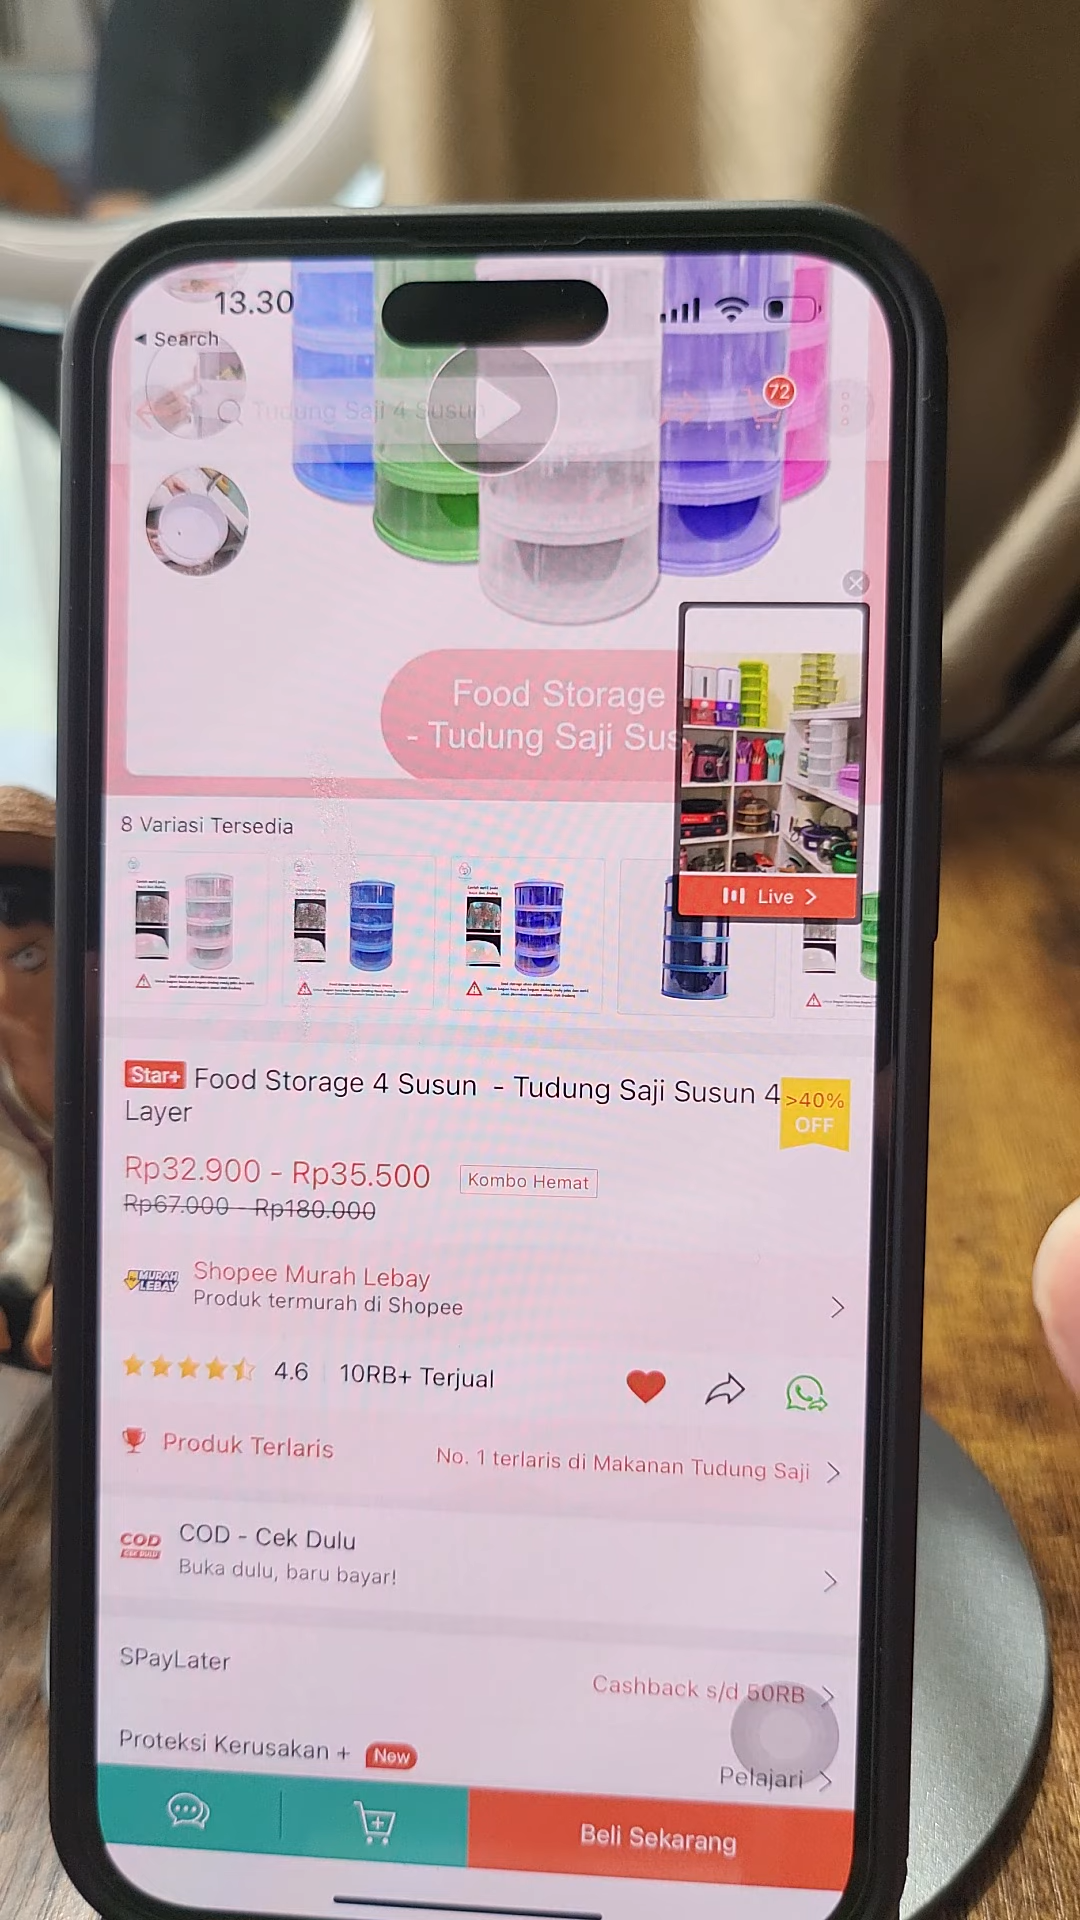 13.30
Search
Tudung Saji 4 Susun
72
Food Storage
- Tudung Saji Sus
8 Variasi Tersedia
Live
Star+ Food Storage 4 Susun - Tudung Saji Susun 4
Layer
>40%
OFF
Rp32.900 - Rp35.500 Kombo Hemat
Rp67.000 - Rp180.000
MURAH
LEBAY
Shopee Murah Lebay
Produk termurah di Shopee
4.6 10RB+ Terjual
Produk Terlaris No. 1 terlaris di Makanan Tudung Saji
COD
CEK DULU
COD - Cek Dulu
Buka dulu, baru bayar!
SPayLater
Cashback s/d 50RB
Proteksi Kerusakan + New
Pelajari
Beli Sekarang